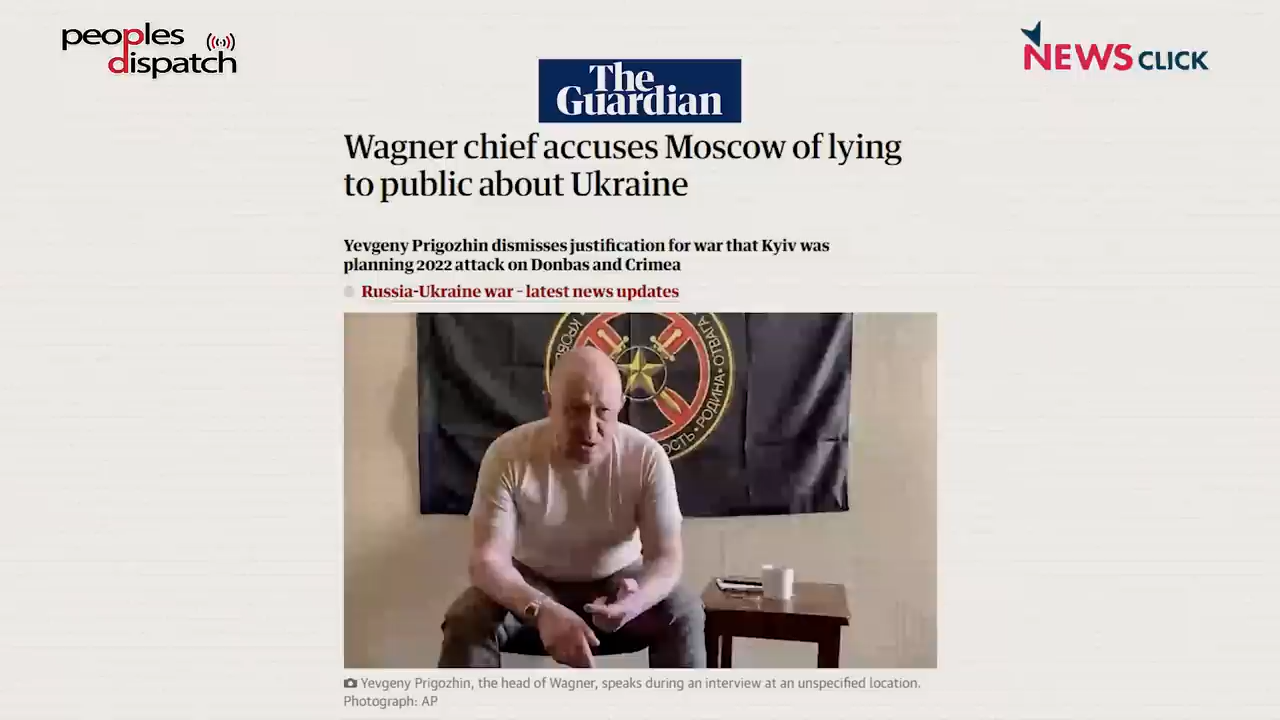 peoples
dispatch
NEWS CLICK
The
Guardian
Wagner chief accuses Moscow of lying
to public about Ukraine
Yevgeny Prigozhin dismisses justification for war that Kyiv was
planning 2022 attack on Donbas and Crimea
Russia-Ukraine war – latest news updates
РОДИНА • ОТВАГА
Yevgeny Prigozhin, the head of Wagner, speaks during an interview at an unspecified location.
Photograph: AP